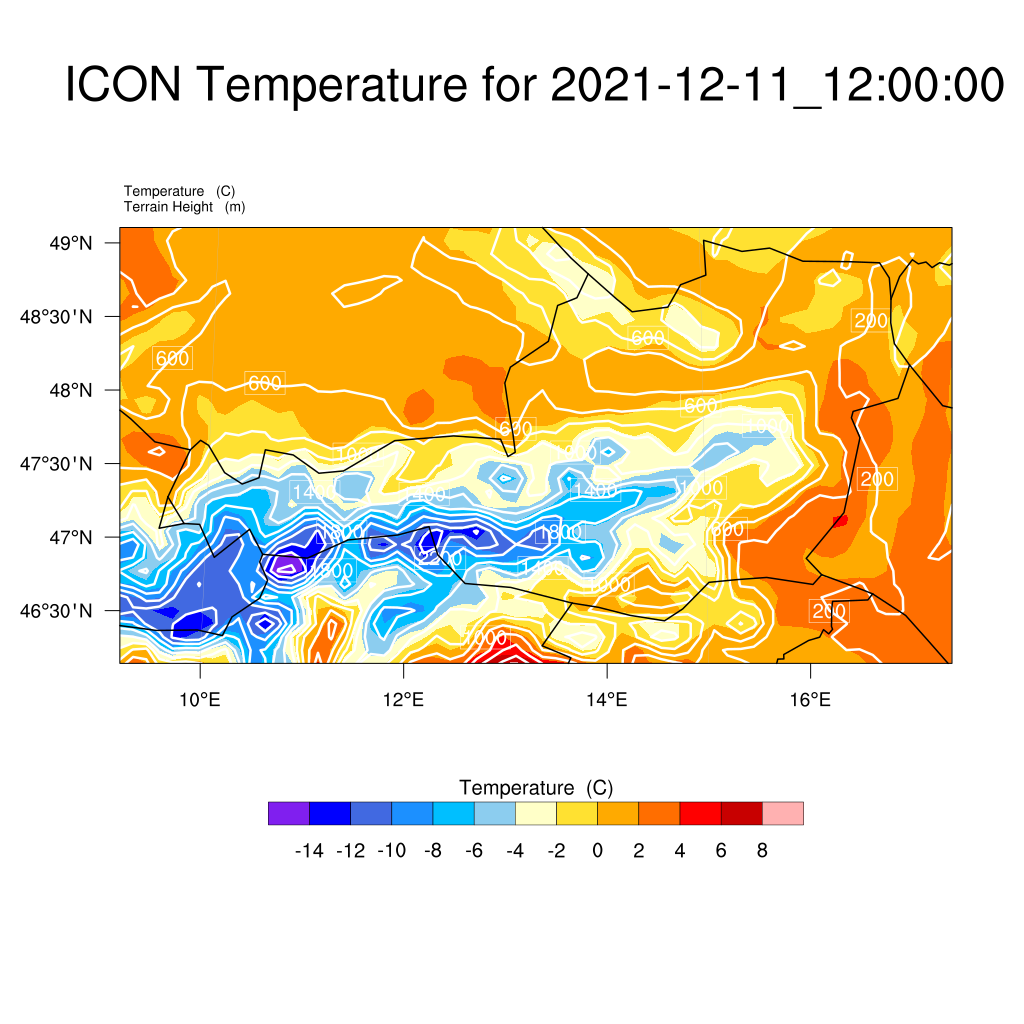 ICON Temperature for 2021-12-11_12:00:00
Temperature (C)
Terrain Height (m)
49°N
48°30'N
48°N
47°30'N
47°N
46°30'N
200
600
600
600
600
600
200
1400
1400
1400
1800
1800
600
200
1000
1000
10°E 12°E 14°E 16°E
Temperature (C)
-14 -12 -10 -8 -6 -4 -2 0 2 4 6 8